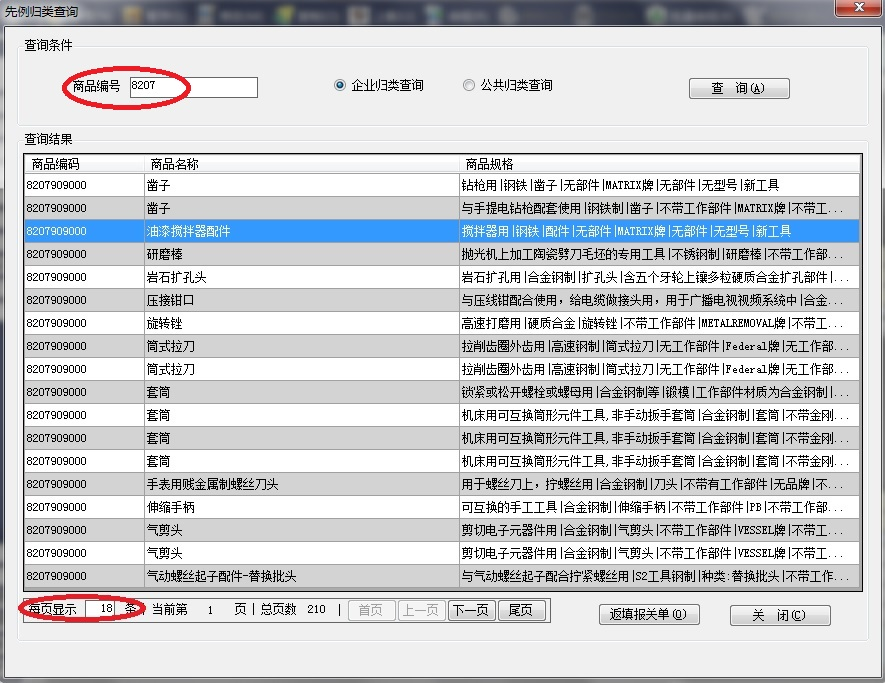 先例归类查询
查询条件
商品编号 8207 企业归类查询 公共归类查询 查 询(A)
查询结果
商品编码 商品名称 商品规格
8207909000 凿子 钻枪用|钢铁|凿子|无部件|MATRIX牌|无部件|无型号|新工具
8207909000 凿子 与手提电钻枪配套使用|钢铁制|凿子|不带工作部件|MATRIX牌|不带工...
8207909000 油漆搅拌器配件 搅拌器用|钢铁|配件|无部件|MATRIX牌|无部件|无型号|新工具
8207909000 研磨棒 抛光机上加工陶瓷劈刀毛坯的专用工具|不锈钢制|研磨棒|不带工作部...
8207909000 岩石扩孔头 岩石扩孔用|合金钢制|扩孔头|含五个牙轮上镶多粒硬质合金扩孔部件|...
8207909000 压接钳口 与压线钳配合使用，给电缆做接头用，用于广播电视视频系统中|合金...
8207909000 旋转锉 高速打磨用|硬质合金|旋转锉|不带工作部件|METALREMOVAL牌|不带工...
8207909000 筒式拉刀 拉削齿圈外齿用|高速钢制|筒式拉刀|无工作部件|Federal牌|无工作部...
8207909000 筒式拉刀 拉削齿圈外齿用|高速钢制|筒式拉刀|无工作部件|Federal牌|无工作部...
8207909000 套筒 锁紧或松开螺栓或螺母用|合金钢制等|锻模|工作部件材质为合金钢制|...
8207909000 套筒 机床用可互换筒形元件工具,非手动扳手套筒|合金钢制|套筒|不带金刚...
8207909000 套筒 机床用可互换筒形元件工具,非手动扳手套筒|合金钢制|套筒|不带金刚...
8207909000 套筒 机床用可互换筒形元件工具,非手动扳手套筒|合金钢制|套筒|不带金刚...
8207909000 手表用贱金属制螺丝刀头 用于螺丝刀上，拧螺丝用|合金钢制|刀头|不带有工作部件|无品牌|不...
8207909000 伸缩手柄 可互换的手工工具|合金钢制|伸缩手柄|不带工作部件|PB|不带工作部...
8207909000 气剪头 剪切电子元器件用|合金钢制|气剪头|不带工作部件|VESSEL牌|不带工...
8207909000 气剪头 剪切电子元器件用|合金钢制|气剪头|不带工作部件|VESSEL牌|不带工...
8207909000 气动螺丝起子配件-替换批头 与气动螺丝起子配合拧紧螺丝用|S2工具钢制|种类:替换批头|不带工作...
每页显示 18 条 当前第 1 页|总页数 210 | 首页 上一页 下一页 尾页 返填报关单(O) 关 闭(C)